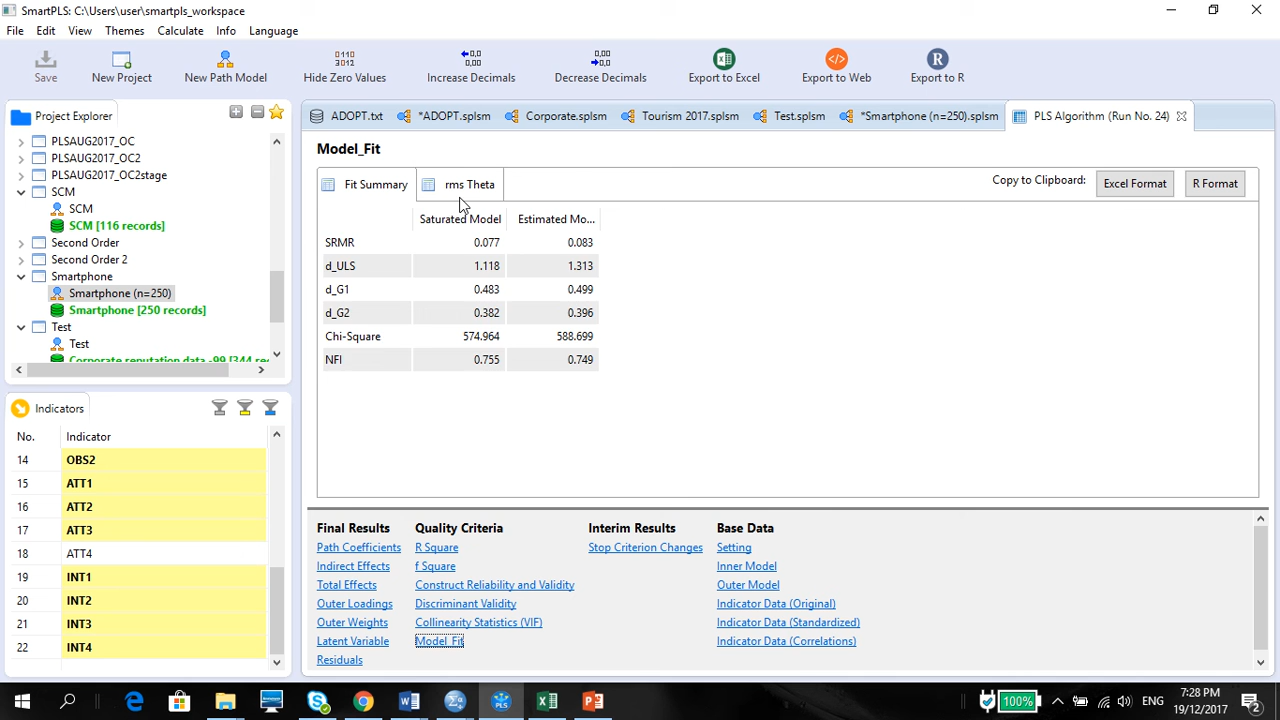 SmartPLS: C:\Users\user\smartpls_workspace
File Edit View Themes Calculate Info Language
Save New Project New Path Model Hide Zero Values Increase Decimals Decrease Decimals Export to Excel Export to Web Export to R
Project Explorer
PLSAUG2017_OC
PLSAUG2017_OC2
PLSAUG2017_OC2stage
SCM
SCM
SCM [116 records]
Second Order
Second Order 2
Smartphone
Smartphone (n=250)
Smartphone [250 records]
Test
Test
Corporate reputation data -99 [344 rec
Indicators
No. Indicator
14 OBS2
15 ATT1
16 ATT2
17 ATT3
18 ATT4
19 INT1
20 INT2
21 INT3
22 INT4
ADOPT.txt *ADOPT.splsm Corporate.splsm Tourism 2017.splsm Test.splsm *Smartphone (n=250).splsm PLS Algorithm (Run No. 24)
Model_Fit
Fit Summary rms Theta Copy to Clipboard: Excel Format R Format
Saturated Model Estimated Mo...
SRMR 0.077 0.083
d_ULS 1.118 1.313
d_G1 0.483 0.499
d_G2 0.382 0.396
Chi-Square 574.964 588.699
NFI 0.755 0.749
Final Results Quality Criteria Interim Results Base Data
Path Coefficients R Square Stop Criterion Changes Setting
Indirect Effects f Square Inner Model
Total Effects Construct Reliability and Validity Outer Model
Outer Loadings Discriminant Validity Indicator Data (Original)
Outer Weights Collinearity Statistics (VIF) Indicator Data (Standardized)
Latent Variable Model_Fit Indicator Data (Correlations)
Residuals
100% ENG 7:28 PM
19/12/2017